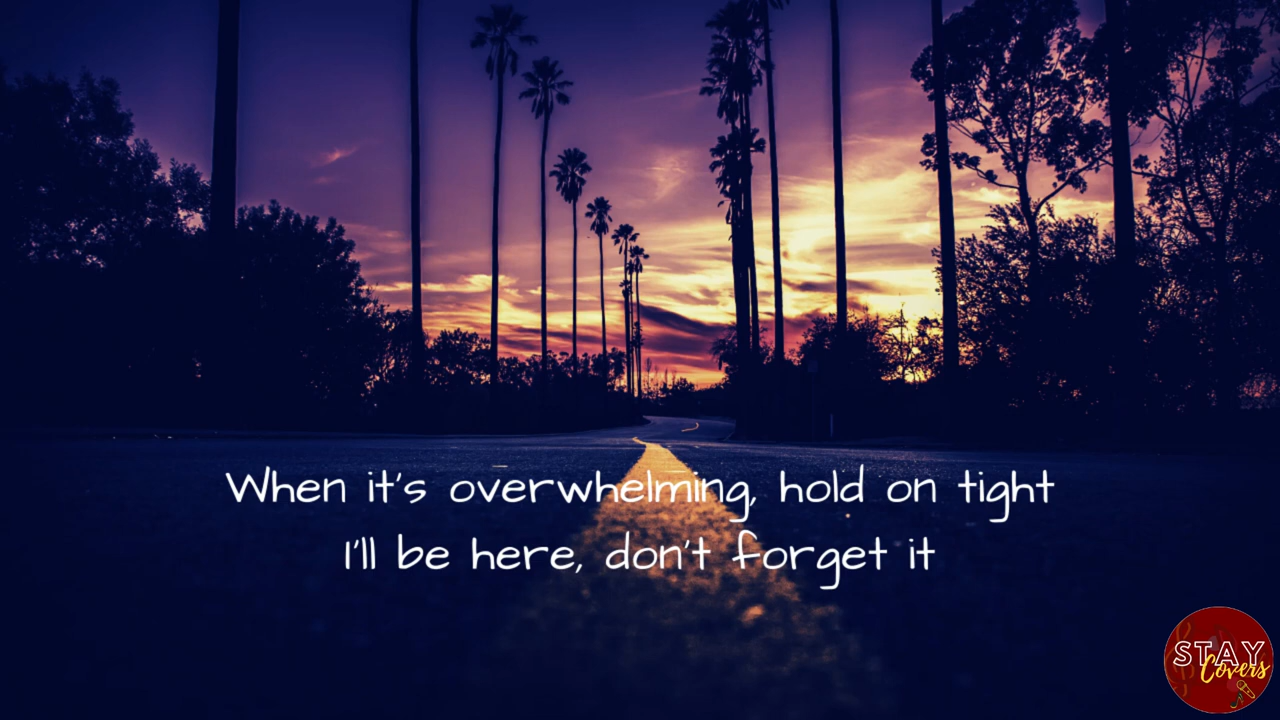 When it's overwhelming, hold on tight
I'll be here, don't forget it
STAY
Covers